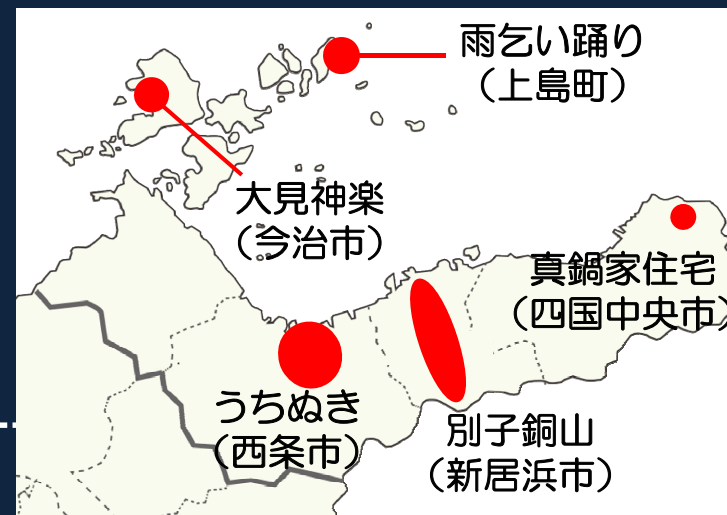 雨乞い踊り
（上島町）
大見神楽
（今治市）
真鍋家住宅
（四国中央市）
うちぬき
（西条市）
別子銅山
（新居浜市）